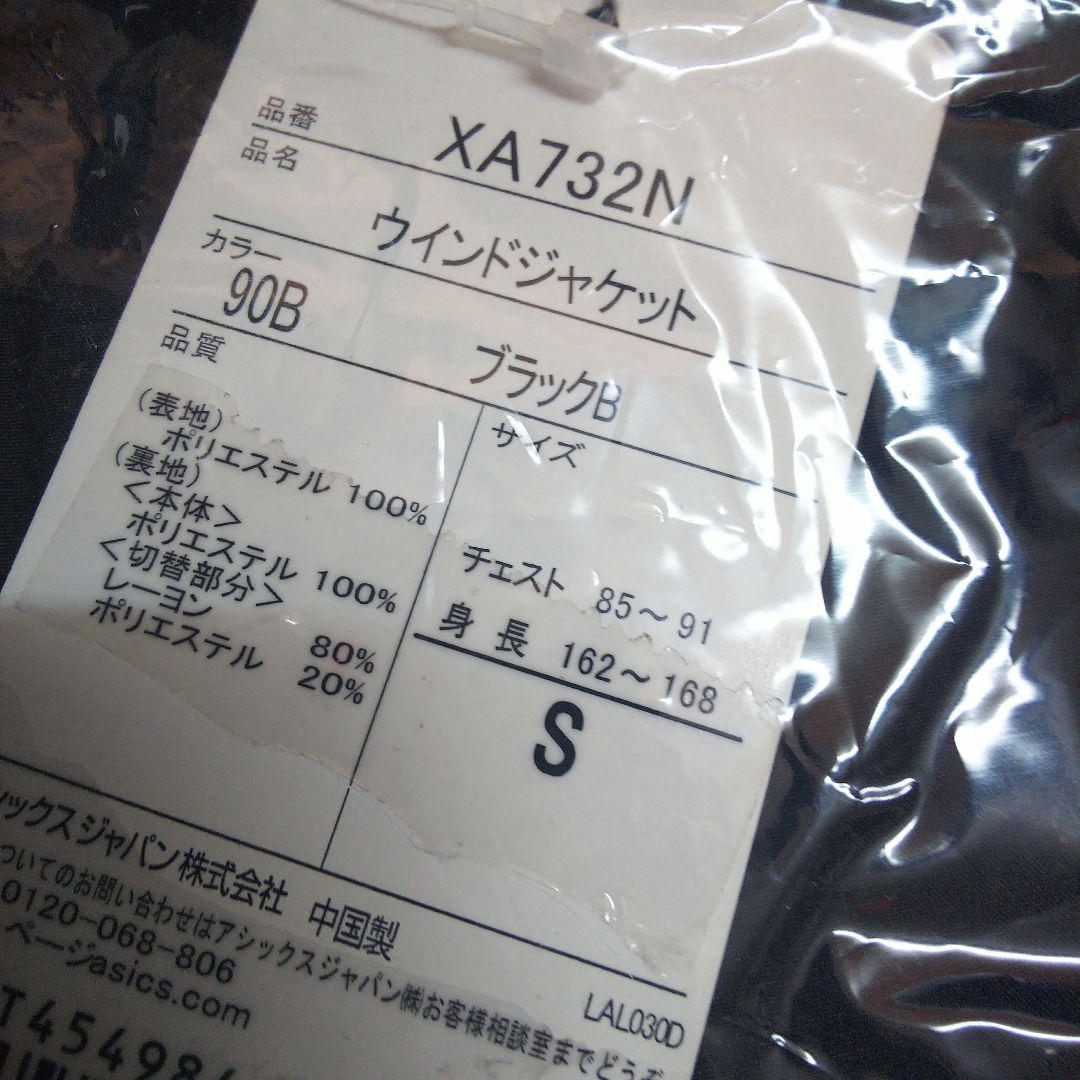 品番 XA732N
品名
ウインドジャケット
カラー
90B ブラックB
品質 サイズ
(表地)
ポリエステル 100%
(裏地)
<本体>
ポリエステル 100%
<切替部分>
レーヨン 80%
ポリエステル 20%
チェスト 85~91
身長 162~168
S
ックスジャパン株式会社 中国製
ついてのお問い合わせはアシックスジャパン㈱お客様相談室までどうぞ
0120-068-806
ページasics.com
LAL030D
T45498